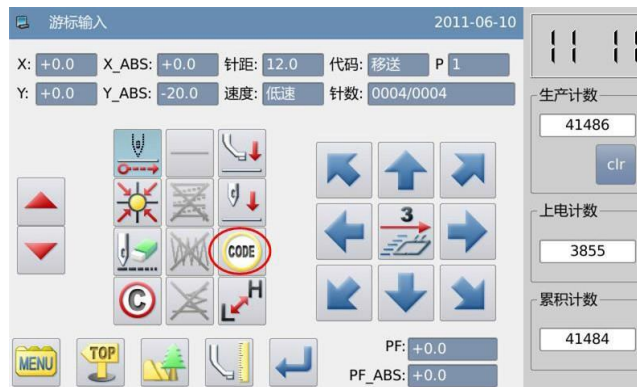 游标输入 2011-06-10
X: +0.0 X_ABS: +0.0 针距: 12.0 代码: 移送 P 1
Y: +0.0 Y_ABS: -20.0 速度: 低速 针数: 0004/0004
生产计数
41486
clr
上电计数
3855
累积计数
41484
3
CODE
C
L H
MENU
TOP
PF: +0.0
PF_ABS: +0.0